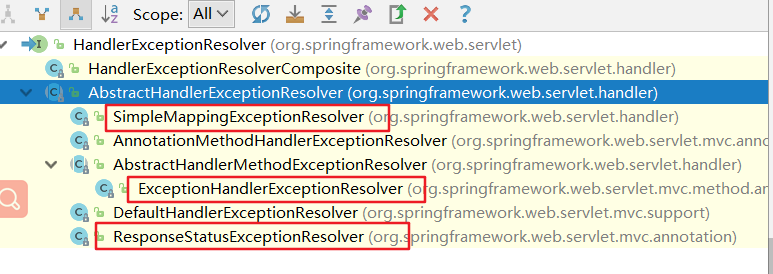 Scope: All
HandlerExceptionResolver (org.springframework.web.servlet)
HandlerExceptionResolverComposite (org.springframework.web.servlet.handler)
AbstractHandlerExceptionResolver (org.springframework.web.servlet.handler)
SimpleMappingExceptionResolver (org.springframework.web.servlet.handler)
AnnotationMethodHandlerExceptionResolver (org.springframework.web.servlet.mvc.anno
AbstractHandlerMethodExceptionResolver (org.springframework.web.servlet.handler)
ExceptionHandlerExceptionResolver (org.springframework.web.servlet.mvc.method.an
DefaultHandlerExceptionResolver (org.springframework.web.servlet.mvc.support)
ResponseStatusExceptionResolver (org.springframework.web.servlet.mvc.annotation)